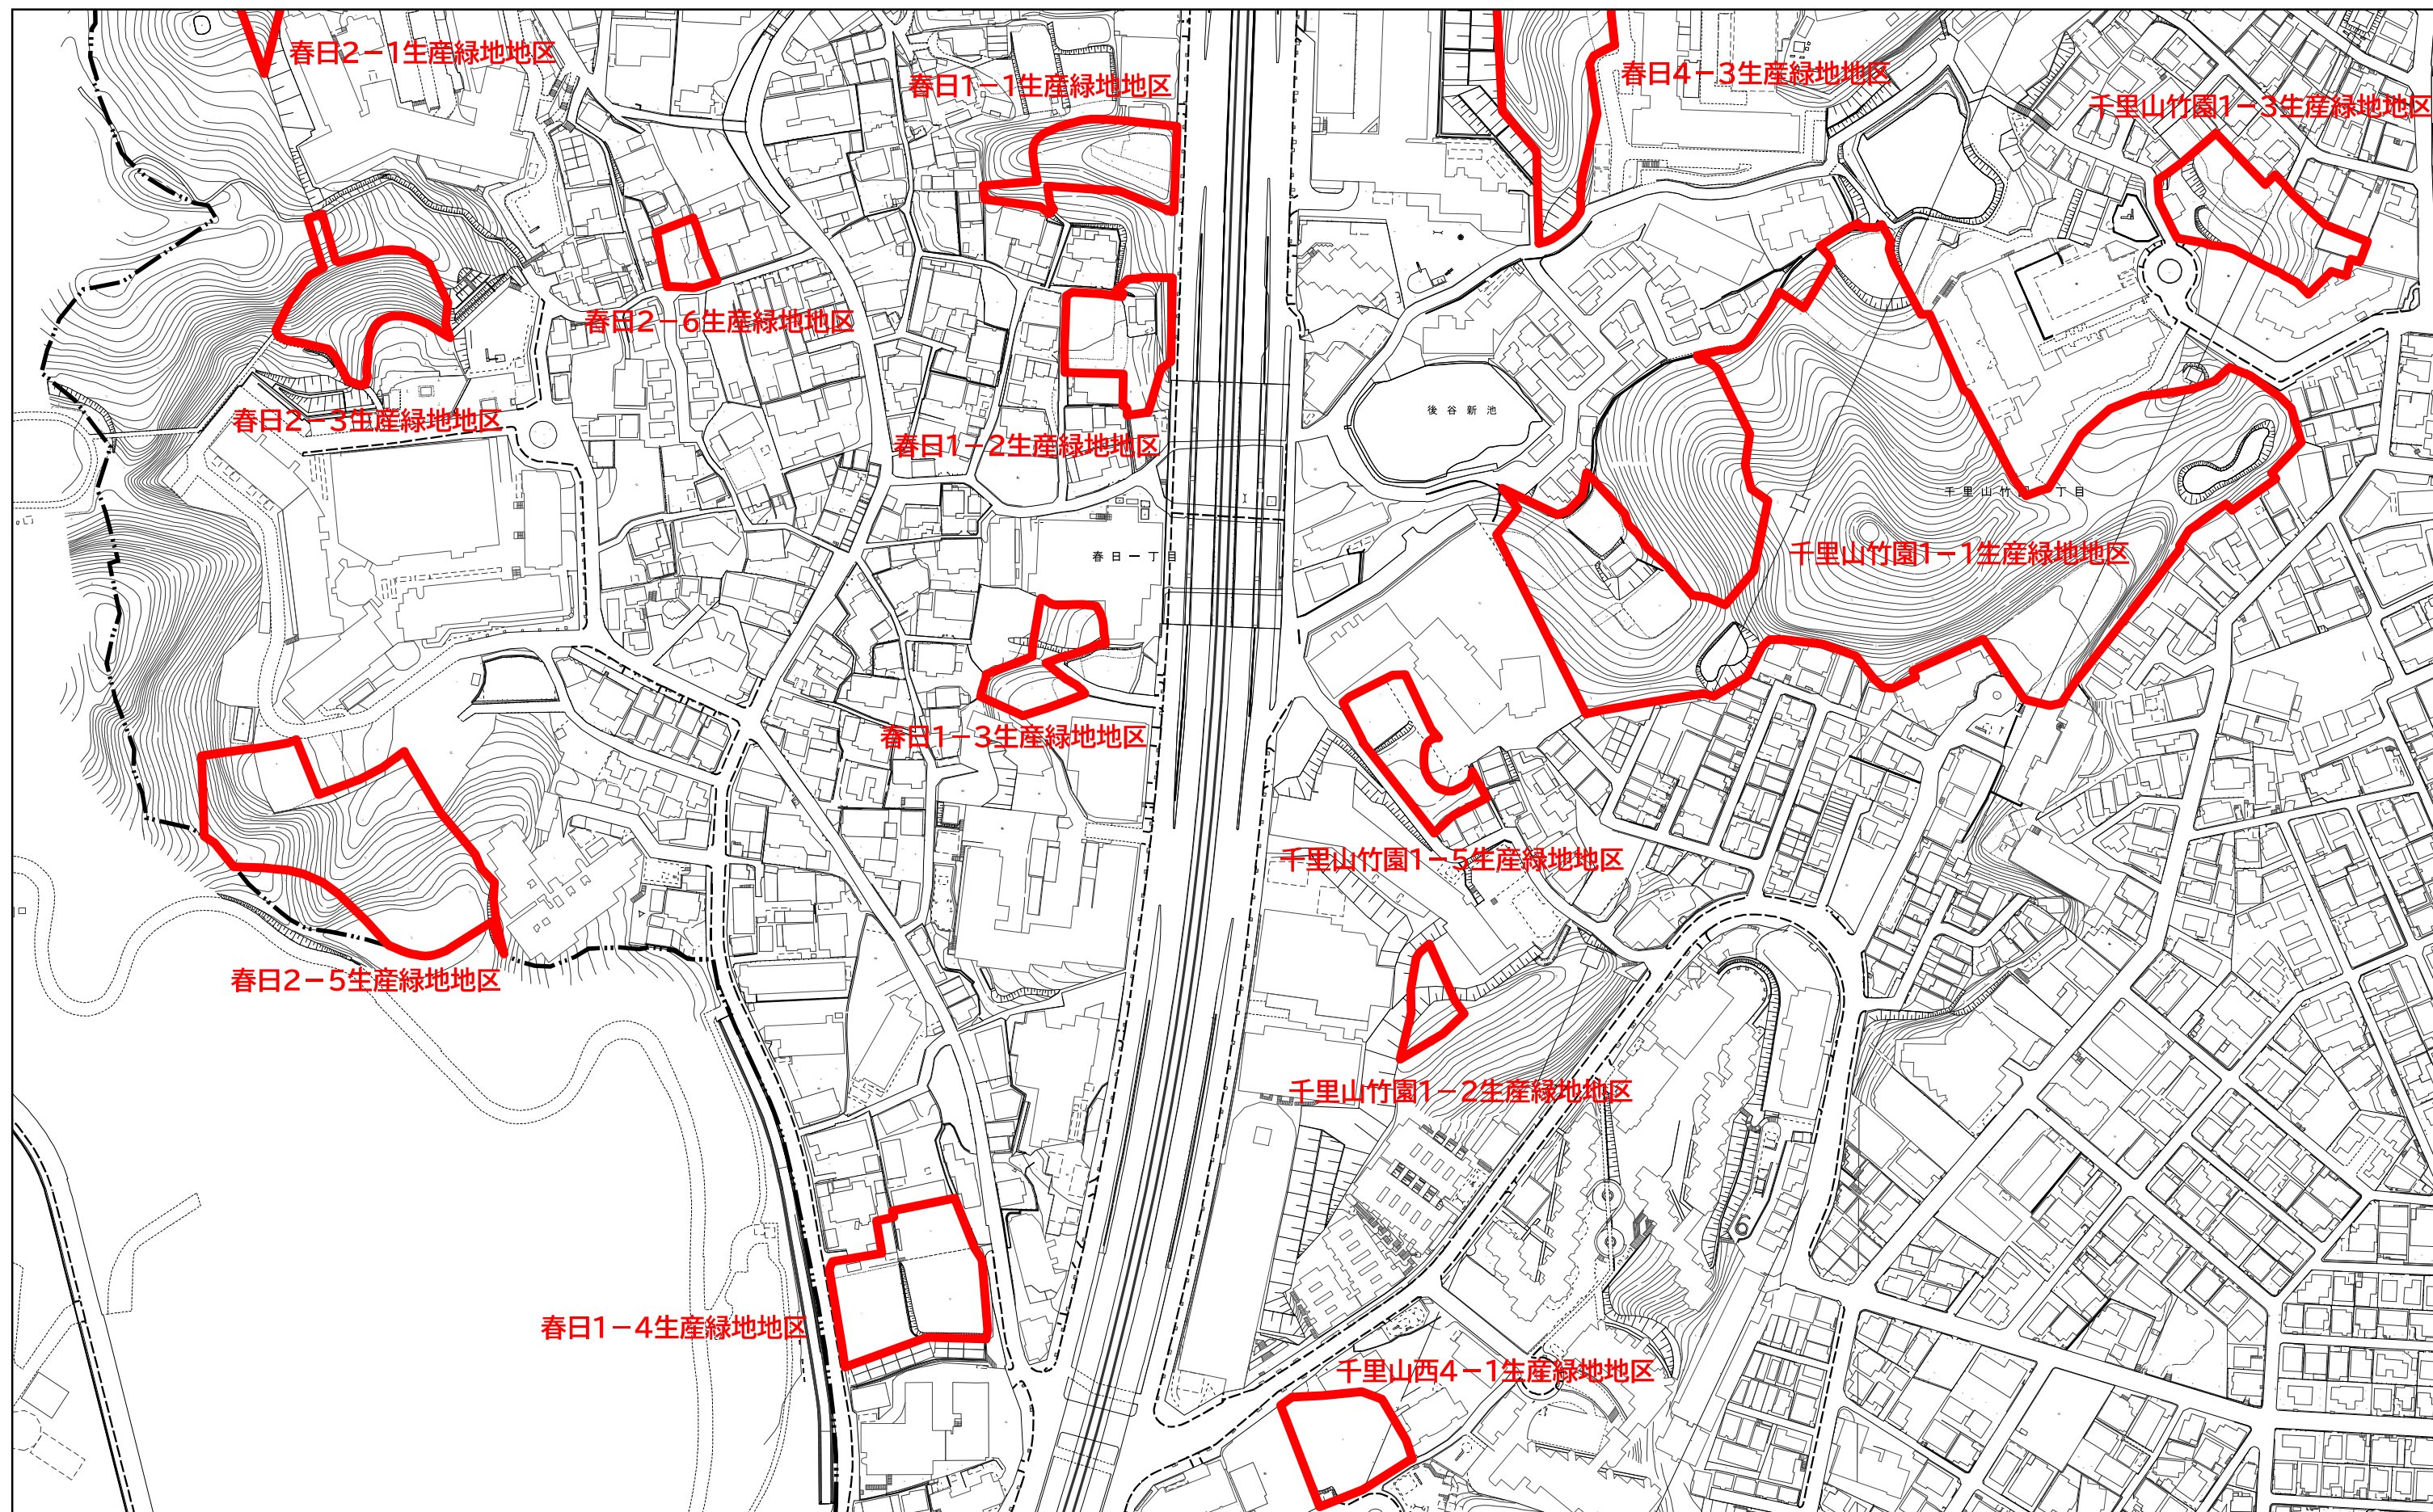 春日2－1生産緑地地区
春日1－1生産緑地地区
春日4－3生産緑地地区
千里山竹園1－3生産緑地地区
春日2－6生産緑地地区
春日2－3生産緑地地区
春日1－2生産緑地地区
後谷新池
千里山竹園一丁目
春日一丁目
千里山竹園1－1生産緑地地区
春日1－3生産緑地地区
千里山竹園1－5生産緑地地区
春日2－5生産緑地地区
千里山竹園1－2生産緑地地区
春日1－4生産緑地地区
千里山西4－1生産緑地地区